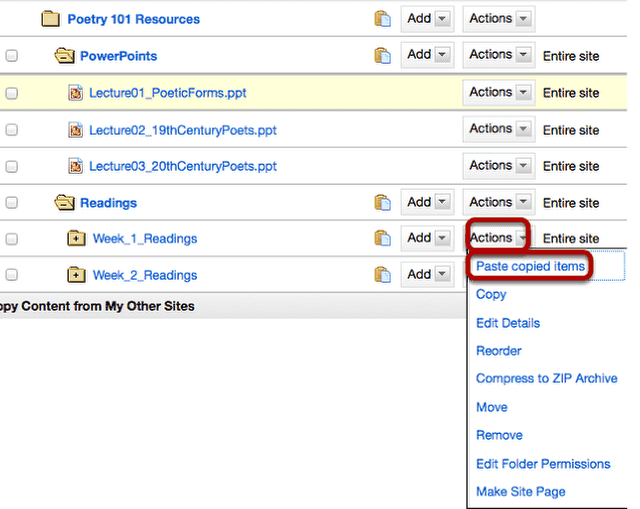 Poetry 101 Resources Add Actions
PowerPoints Add Actions Entire site
Lecture01_PoeticForms.ppt Actions Entire site
Lecture02_19thCenturyPoets.ppt Actions Entire site
Lecture03_20thCenturyPoets.ppt Actions Entire site
Readings Add Actions Entire site
Week_1_Readings Add Actions Entire site
Week_2_Readings Add
opy Content from My Other Sites
Paste copied items
Copy
Edit Details
Reorder
Compress to ZIP Archive
Move
Remove
Edit Folder Permissions
Make Site Page